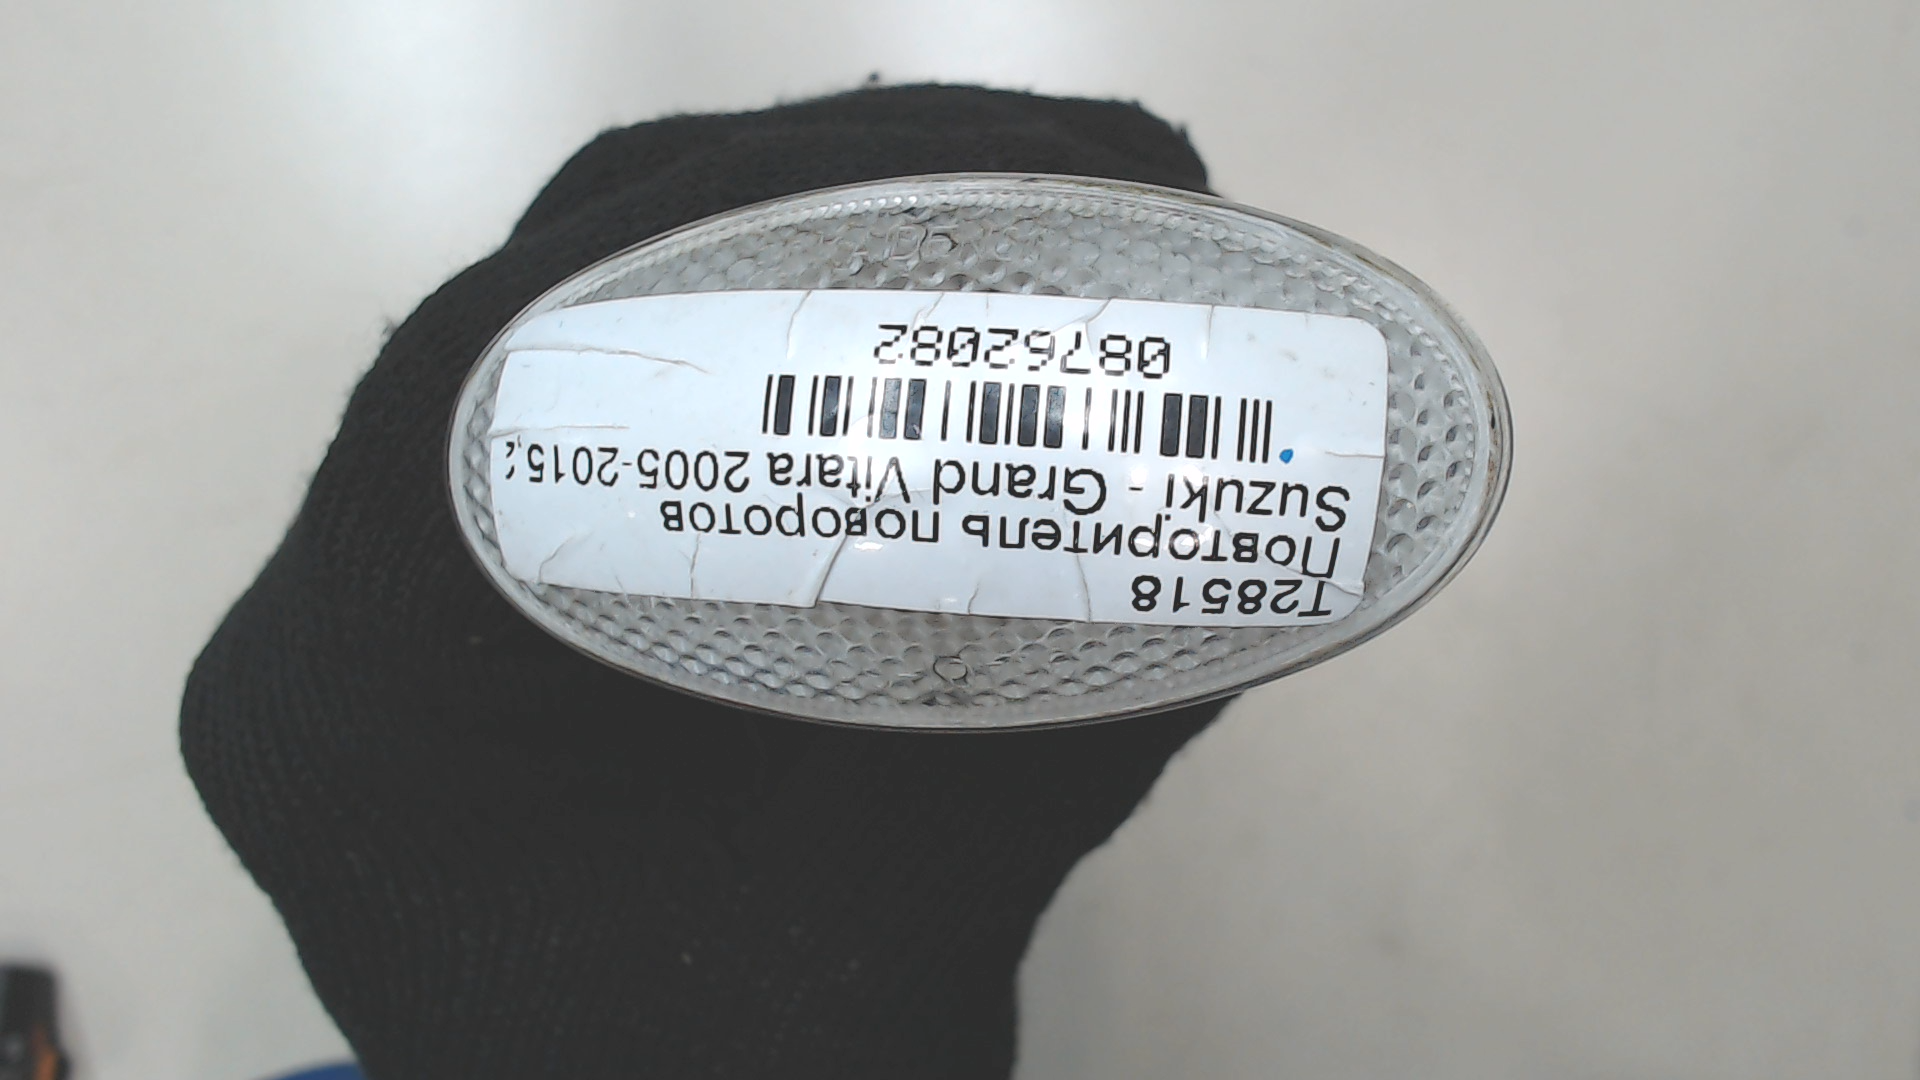 T28518
Повторитель поворотов
Suzuki - Grand Vitara 2005-2015,
08762082